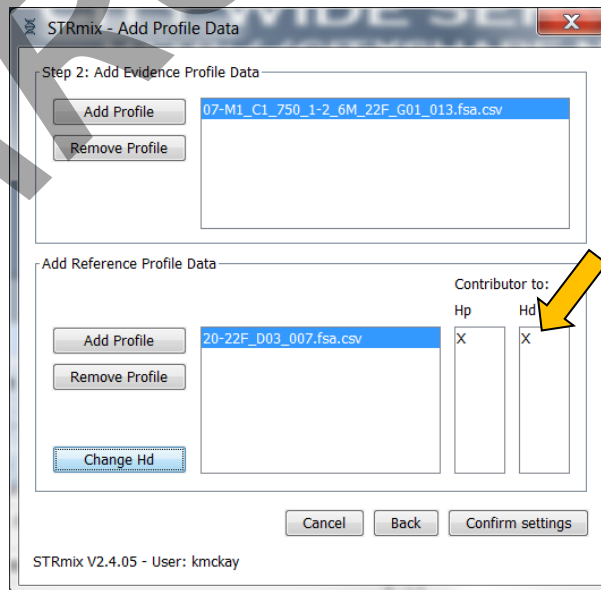 STRmix - Add Profile Data
X
Step 2: Add Evidence Profile Data
Add Profile
07-M1_C1_750_1-2_6M_22F_G01_013.fsa.csv
Remove Profile
Add Reference Profile Data
Contributor to:
Hp Hd
Add Profile
20-22F_D03_007.fsa.csv
X X
Remove Profile
Change Hd
Cancel Back Confirm settings
STRmix V2.4.05 - User: kmckay